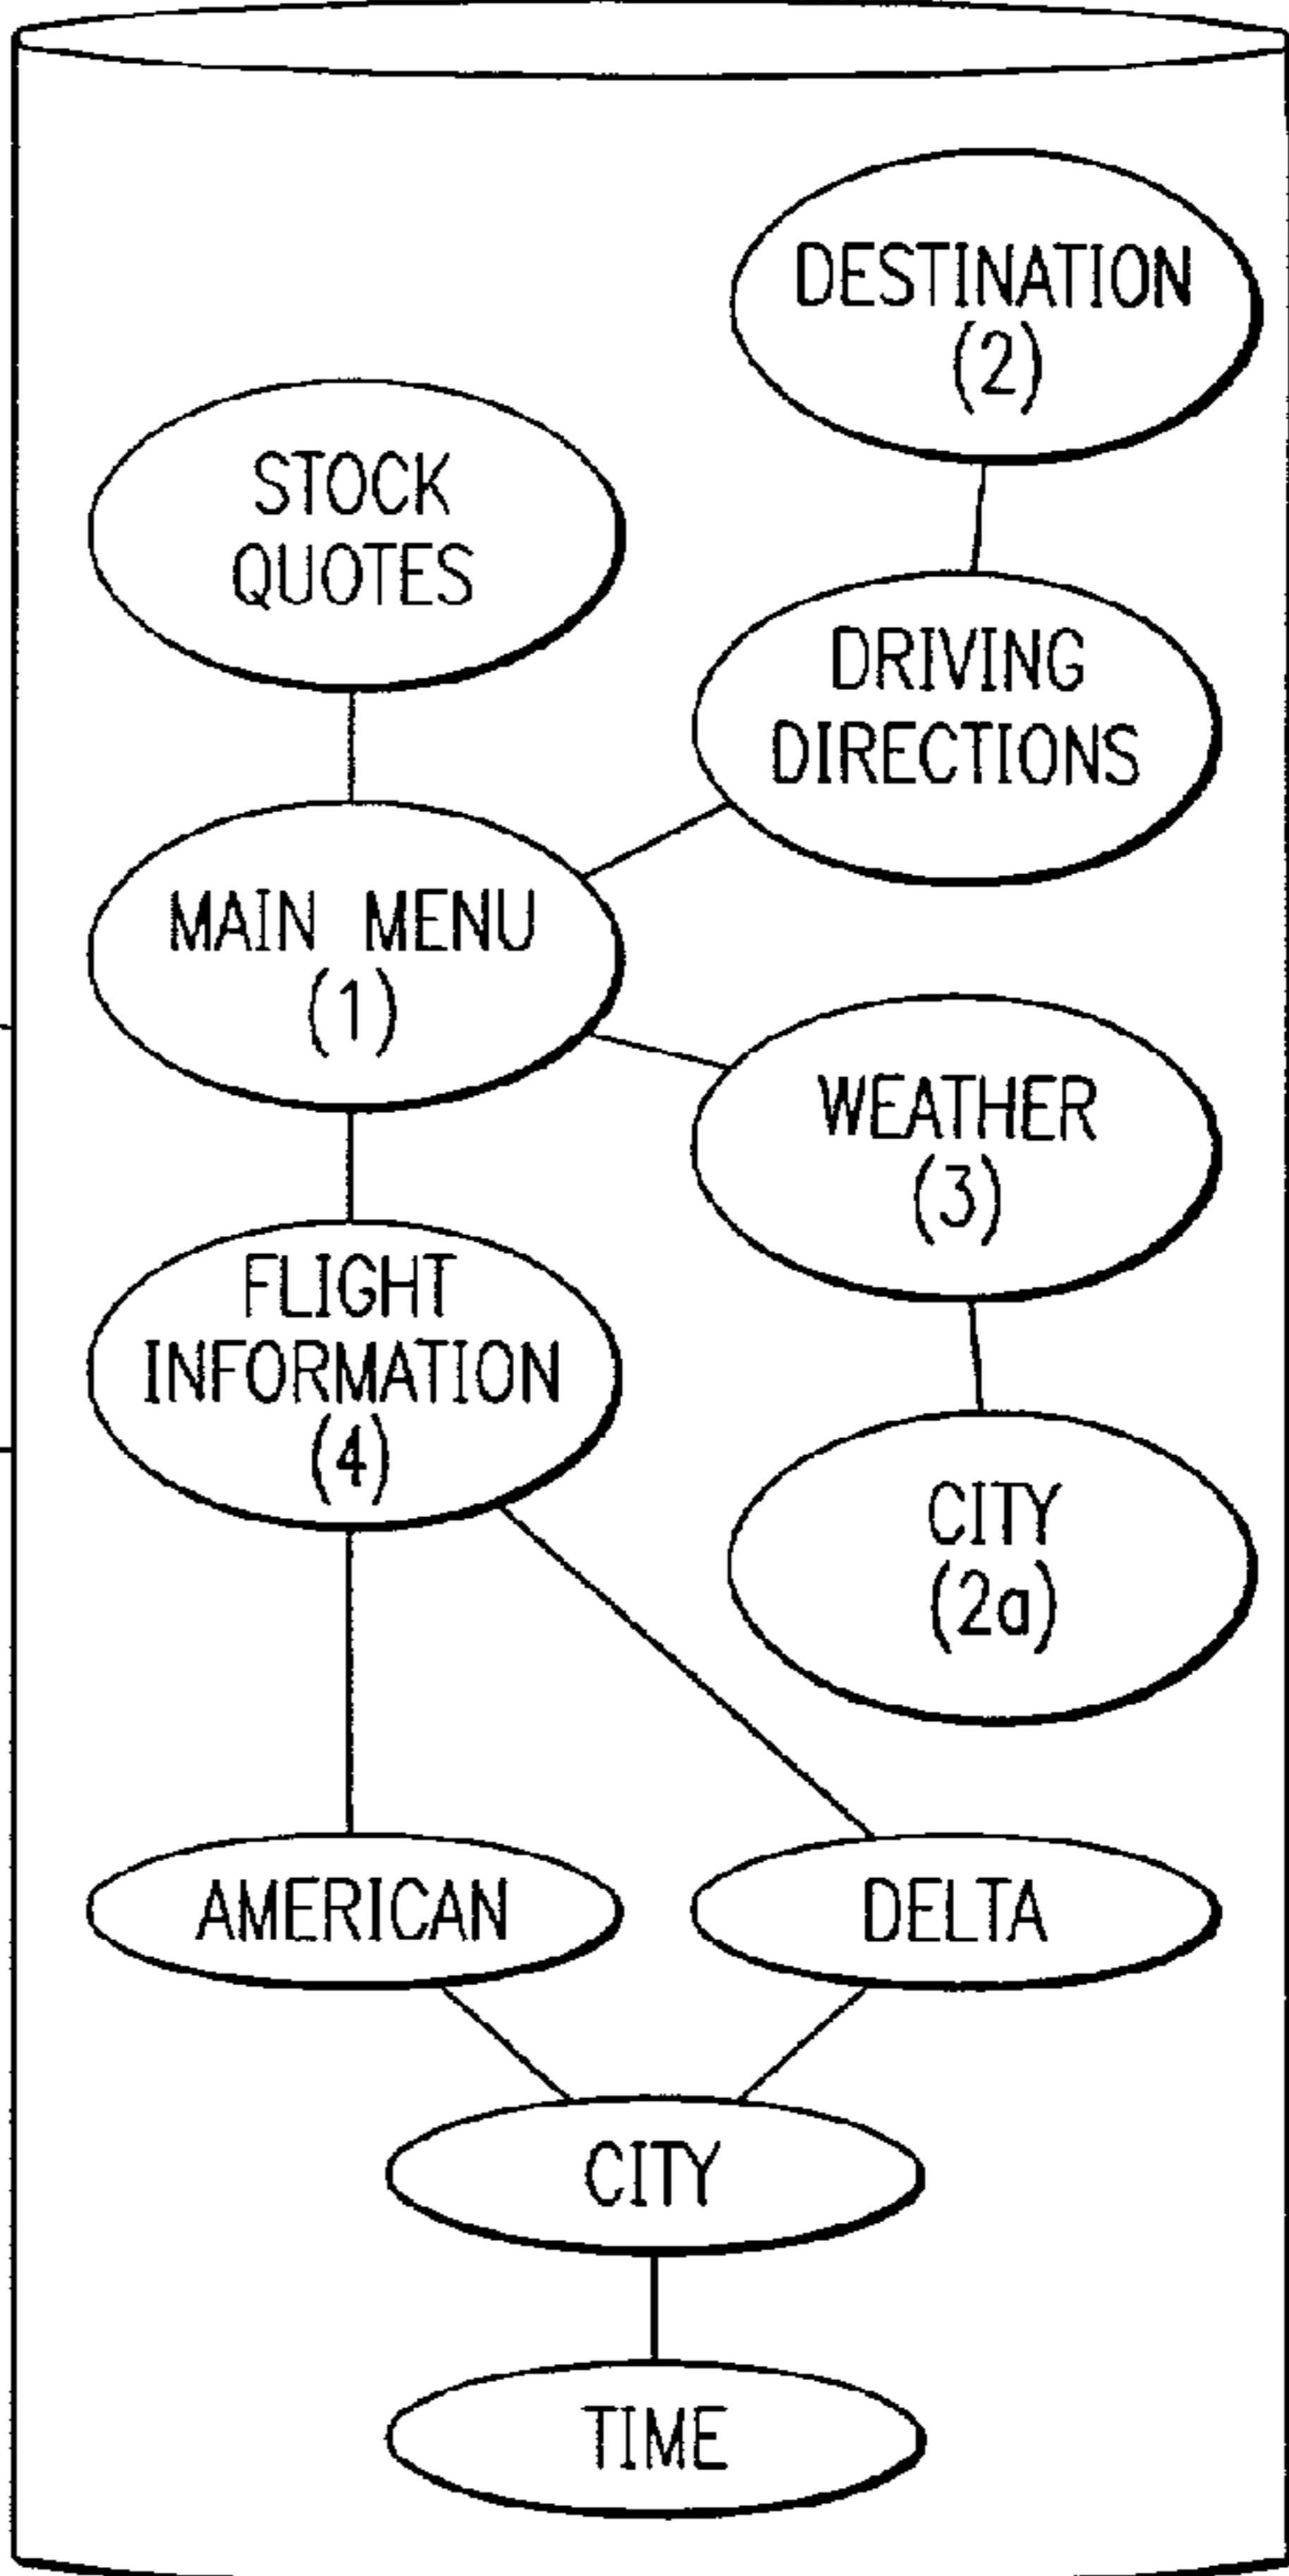 DESTINATION
(2)
STOCK
QUOTES
DRIVING
DIRECTIONS
MAIN MENU
(1)
WEATHER
(3)
FLIGHT
INFORMATION
(4)
CITY
(2a)
AMERICAN
DELTA
CITY
TIME